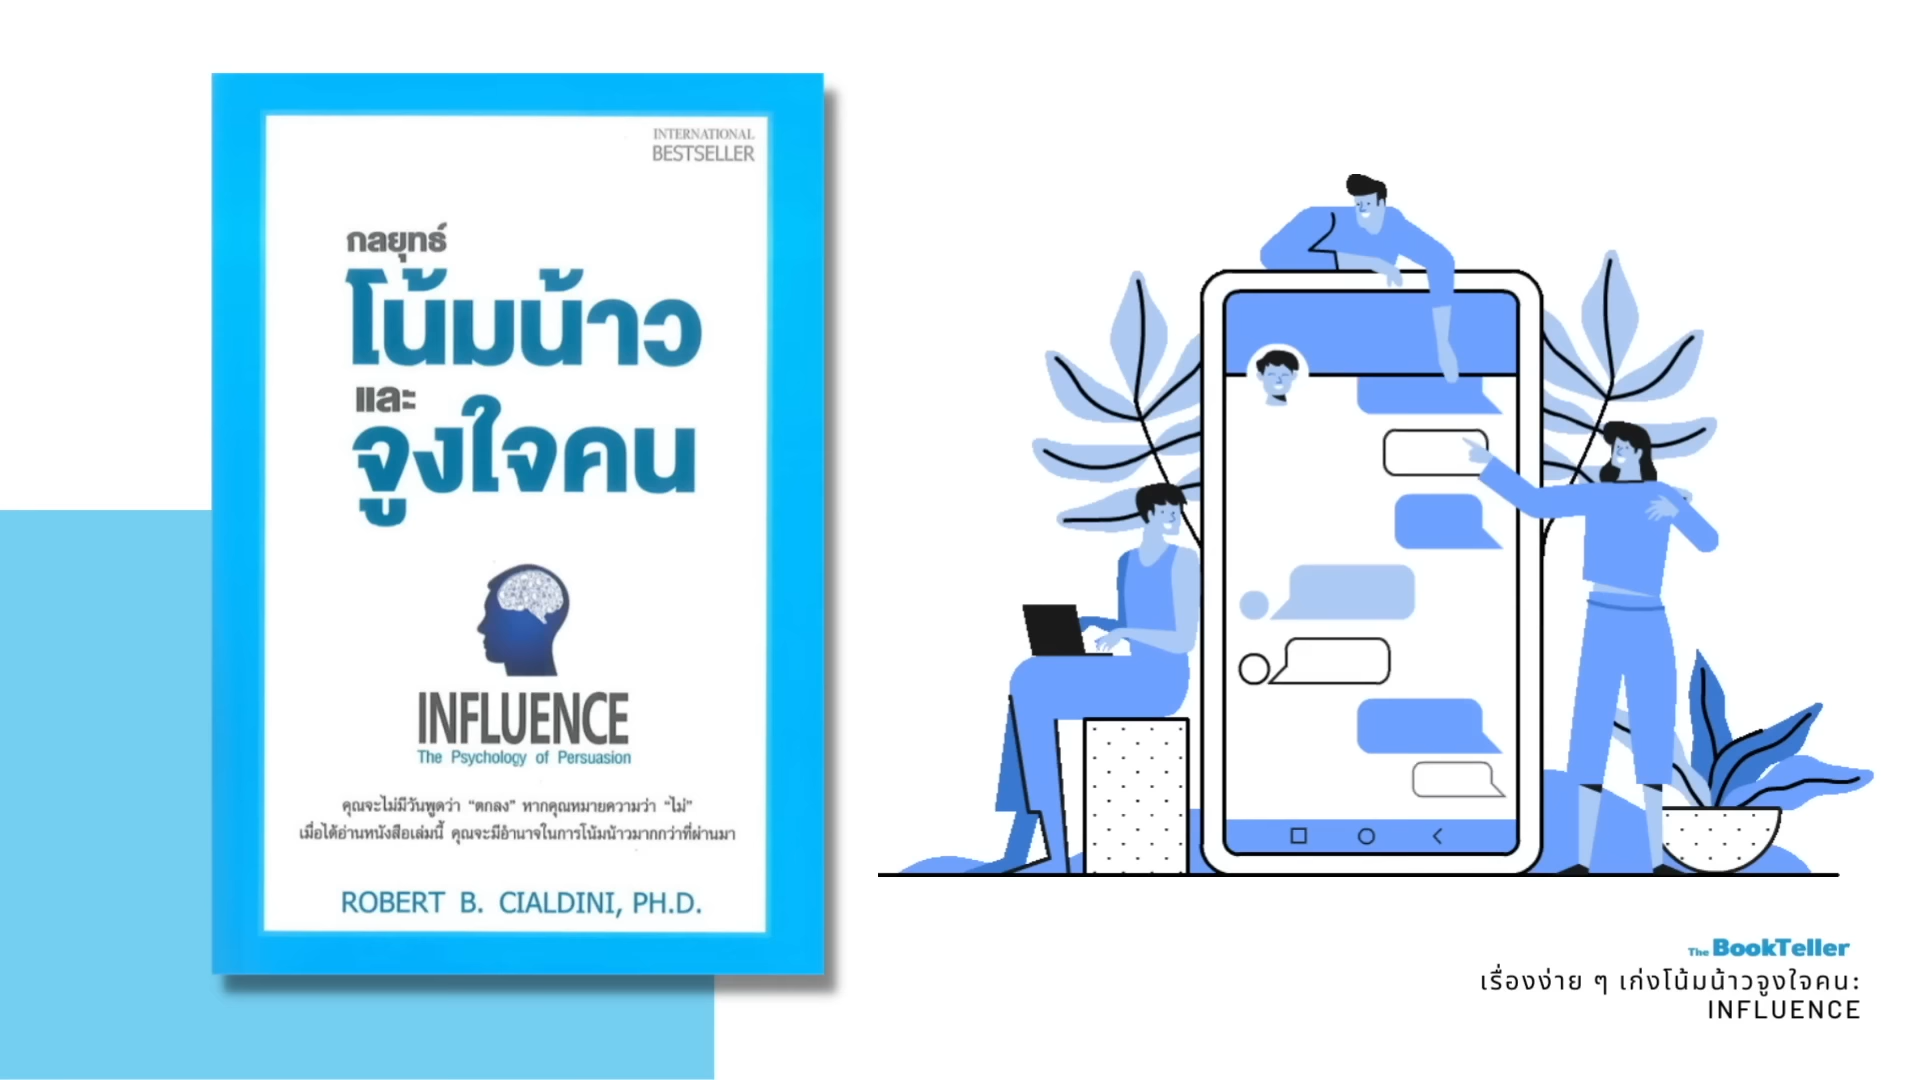 INTERNATIONAL
BESTSELLER
กลยุทธ์
โน้มน้าว
และ
จูงใจคน
INFLUENCE
The Psychology of Persuasion
คุณจะไม่มีวันพูดว่า “ตกลง” หากคุณหมายความว่า “ไม่”
เมื่อได้อ่านหนังสือเล่มนี้ คุณจะมีอำนาจในการโน้มน้าวมากกว่าที่ผ่านมา
ROBERT B. CIALDINI, PH.D.
The BookTeller
เรื่องง่าย ๆ เก่งโน้มน้าวจูงใจคน:
INFLUENCE